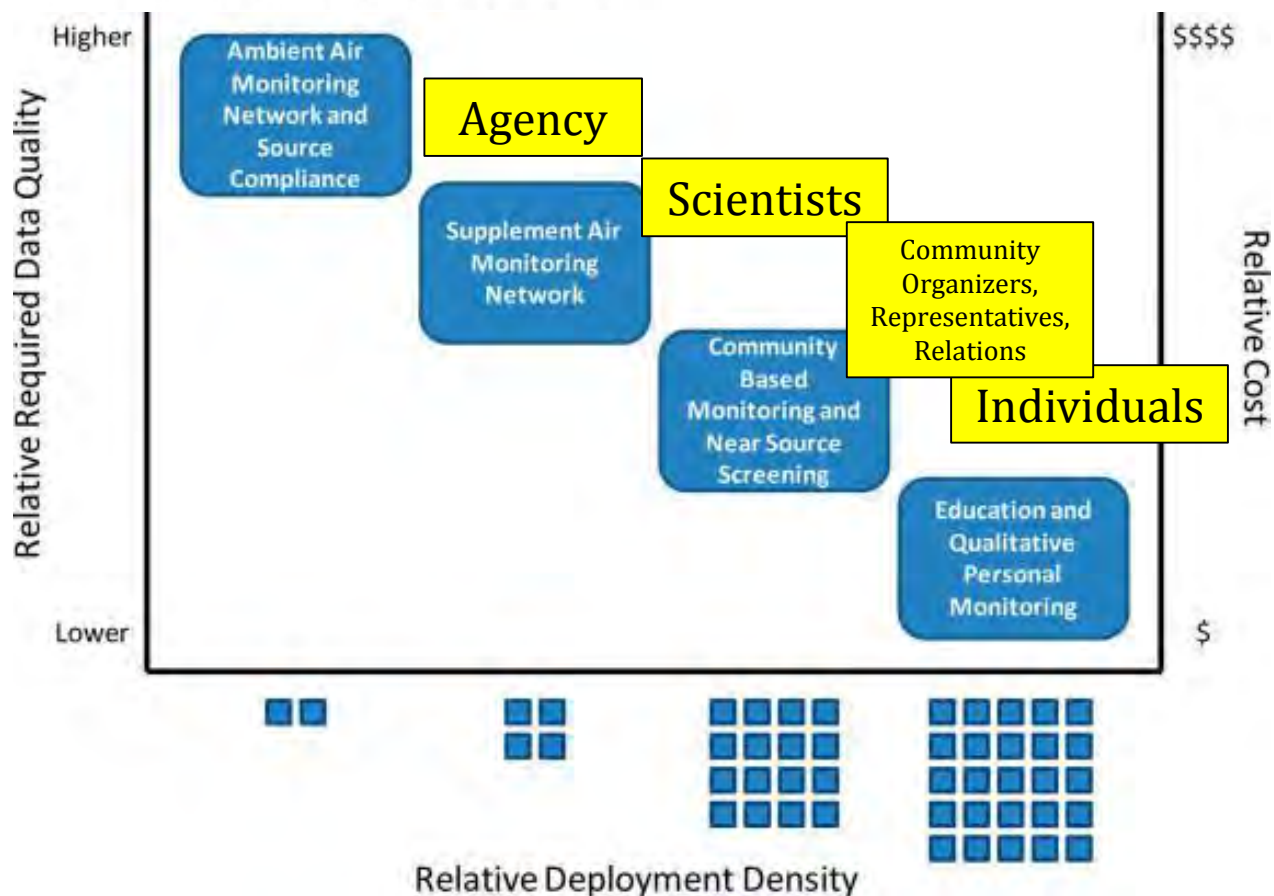 Higher
$$$$
Ambient Air
Monitoring
Network and
Source
Compliance
Agency
Scientists
Supplement Air
Monitoring
Network
Community
Organizers,
Representatives,
Relations
Community
Based
Monitoring and
Near Source
Screening
Individuals
Education and
Qualitative
Personal
Monitoring
Relative Required Data Quality
Relative Cost
Lower
$
Relative Deployment Density